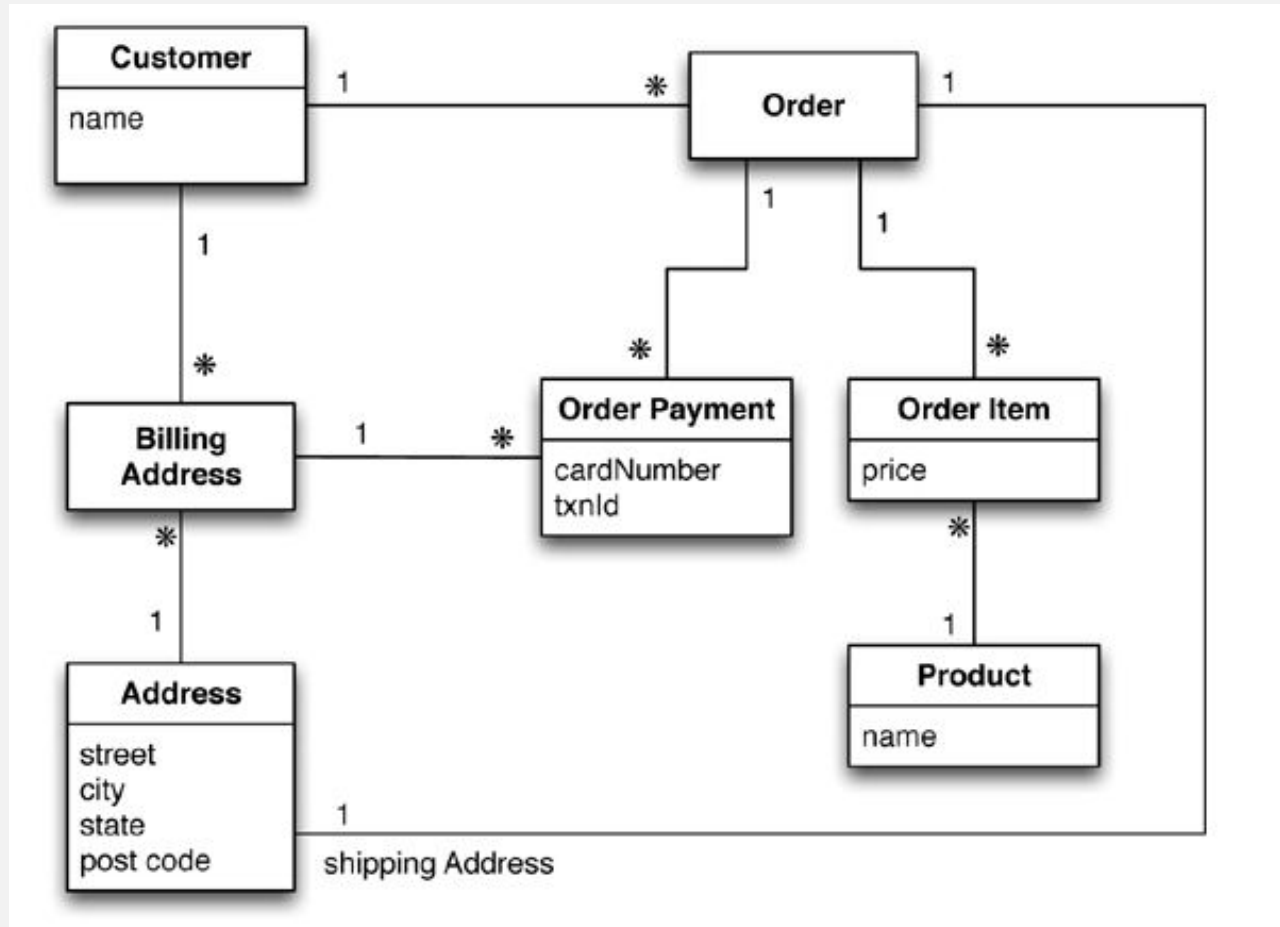 Customer
name
1
*
Order
1
1
1
1
*
*
*
Billing
Address
1
*
Order Payment
cardNumber
txnId
Order Item
price
*
1
*
1
Address
street
city
state
post code
Product
name
1
shipping Address